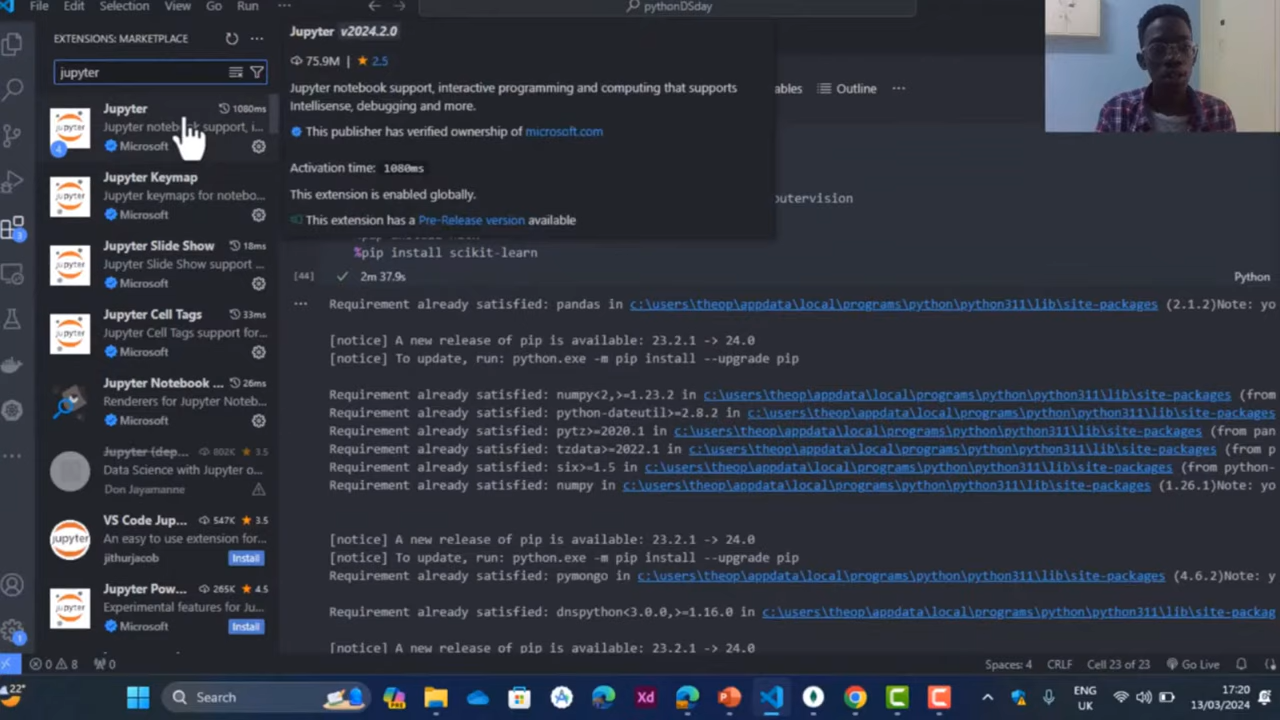 File Edit Selection View Go Run ...
pythonDSday
EXTENSIONS: MARKETPLACE
jupyter
Jupyter 1080ms
Jupyter notebook support, i...
Microsoft
4
Jupyter Keymap
Jupyter keymaps for notebo...
Microsoft
Jupyter Slide Show 18ms
Jupyter Slide Show support ...
Microsoft
Jupyter Cell Tags 33ms
Jupyter Cell Tags support for...
Microsoft
Jupyter Notebook ... 26ms
Renderers for Jupyter Noteb...
Microsoft
Jupyter (dep... 802K 3.5
Data Science with Jupyter o...
Don Jayamanne
VS Code Jup... 547K 3.5
An easy to use extension for...
jithurjacob Install
Jupyter Pow... 265K 4.5
Experimental features for Ju...
Microsoft Install
3
1
Jupyter v2024.2.0
75.9M | 2.5
Jupyter notebook support, interactive programming and computing that supports
Intellisense, debugging and more.
This publisher has verified ownership of microsoft.com
Activation time: 1080ms
This extension is enabled globally.
This extension has a Pre-Release version available
ables Outline ...
utervision
%pip install scikit-learn
[44] 2m 37.9s Python
... Requirement already satisfied: pandas in c:\users\theop\appdata\local\programs\python\python311\lib\site-packages (2.1.2)Note: yo
[notice] A new release of pip is available: 23.2.1 -> 24.0
[notice] To update, run: python.exe -m pip install --upgrade pip
Requirement already satisfied: numpy<2,>=1.23.2 in c:\users\theop\appdata\local\programs\python\python311\lib\site-packages (from
Requirement already satisfied: python-dateutil>=2.8.2 in c:\users\theop\appdata\local\programs\python\python311\lib\site-packages
Requirement already satisfied: pytz>=2020.1 in c:\users\theop\appdata\local\programs\python\python311\lib\site-packages (from pan
Requirement already satisfied: tzdata>=2022.1 in c:\users\theop\appdata\local\programs\python\python311\lib\site-packages (from p
Requirement already satisfied: six>=1.5 in c:\users\theop\appdata\local\programs\python\python311\lib\site-packages (from python-
Requirement already satisfied: numpy in c:\users\theop\appdata\local\programs\python\python311\lib\site-packages (1.26.1)Note: yo
[notice] A new release of pip is available: 23.2.1 -> 24.0
[notice] To update, run: python.exe -m pip install --upgrade pip
Requirement already satisfied: pymongo in c:\users\theop\appdata\local\programs\python\python311\lib\site-packages (4.6.2)Note: y
Requirement already satisfied: dnspython<3.0.0,>=1.16.0 in c:\users\theop\appdata\local\programs\python\python311\lib\site-packag
[notice] A new release of pip is available: 23.2.1 -> 24.0
0 8 0 Spaces: 4 CRLF Cell 23 of 23 Go Live
22° Search Xd ENG UK 17:20 13/03/2024